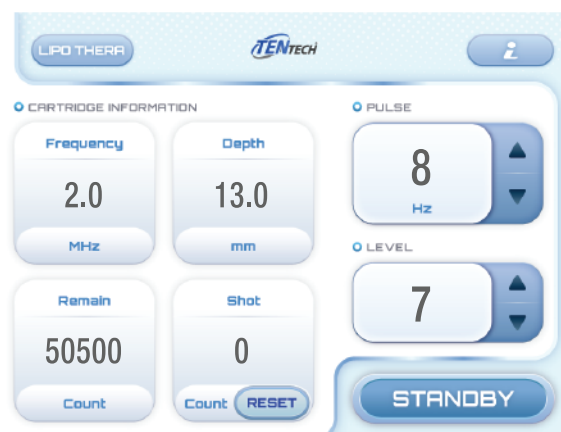 LIPO THERA
TENTECH
i
CARTRIDGE INFORMATION
Frequency
2.0
MHz
Depth
13.0
mm
Remain
50500
Count
Shot
0
Count RESET
PULSE
8
Hz
LEVEL
7
STANDBY